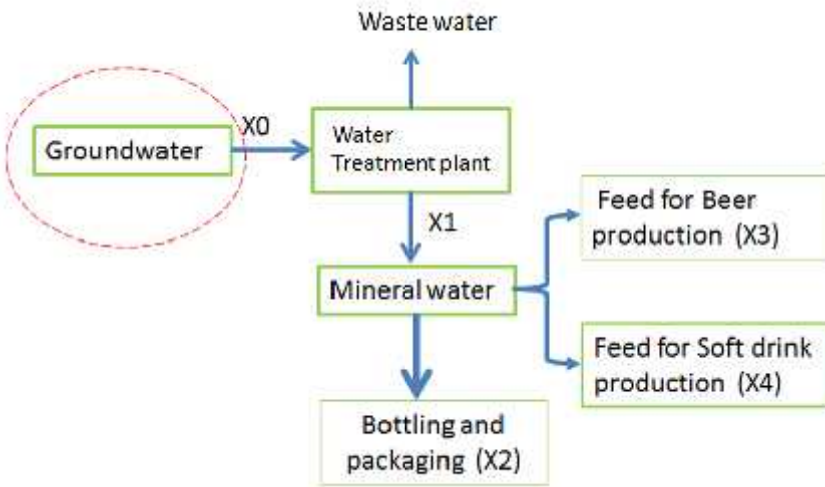 Waste water
X0
Groundwater
Water
Treatment plant
X1
Feed for Beer
production (X3)
Mineral water
Feed for Soft drink
production (X4)
Bottling and
packaging (X2)